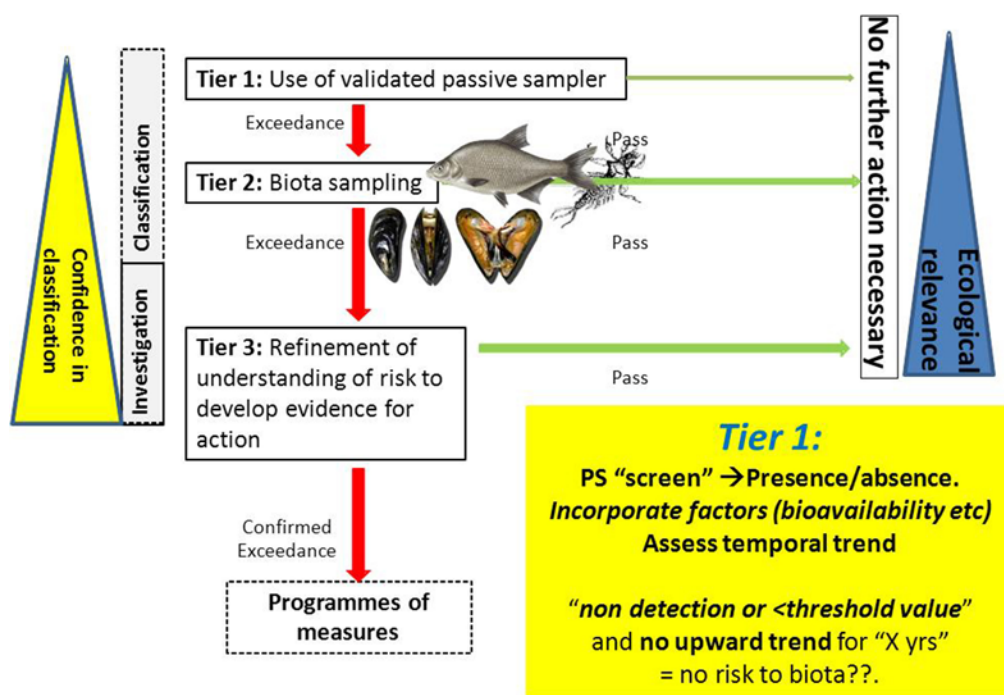 Tier 1: Use of validated passive sampler
Exceedance
Pass
Tier 2: Biota sampling
Exceedance
Pass
Tier 3: Refinement of
understanding of risk to
develop evidence for
action
Pass
Confirmed
Exceedance
Programmes of
measures
Confidence in
classification
Classification
Investigation
No further action necessary
Ecological
relevance
Tier 1:
PS “screen” →Presence/absence.
Incorporate factors (bioavailability etc)
Assess temporal trend
“non detection or <threshold value”
and no upward trend for “X yrs”
= no risk to biota??.